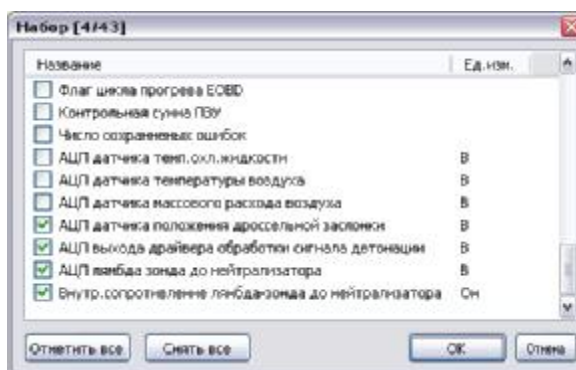 Набор [4/43]
Название Ед.изм.
Флаг цикла прогрева EOBD
Контрольная сумма ПЗУ
Число сохраненных ошибок
АЦП датчика темп.охл.жидкости В
АЦП датчика температуры воздуха В
АЦП датчика массового расхода воздуха В
АЦП датчика положения дроссельной заслонки В
АЦП выхода драйвера обработки сигнала детонации В
АЦП лямбда зонда до нейтрализатора В
Внутр.сопротивление лямбда-зонда до нейтрализатора Ом
Отметить все Снять все OK Отмена